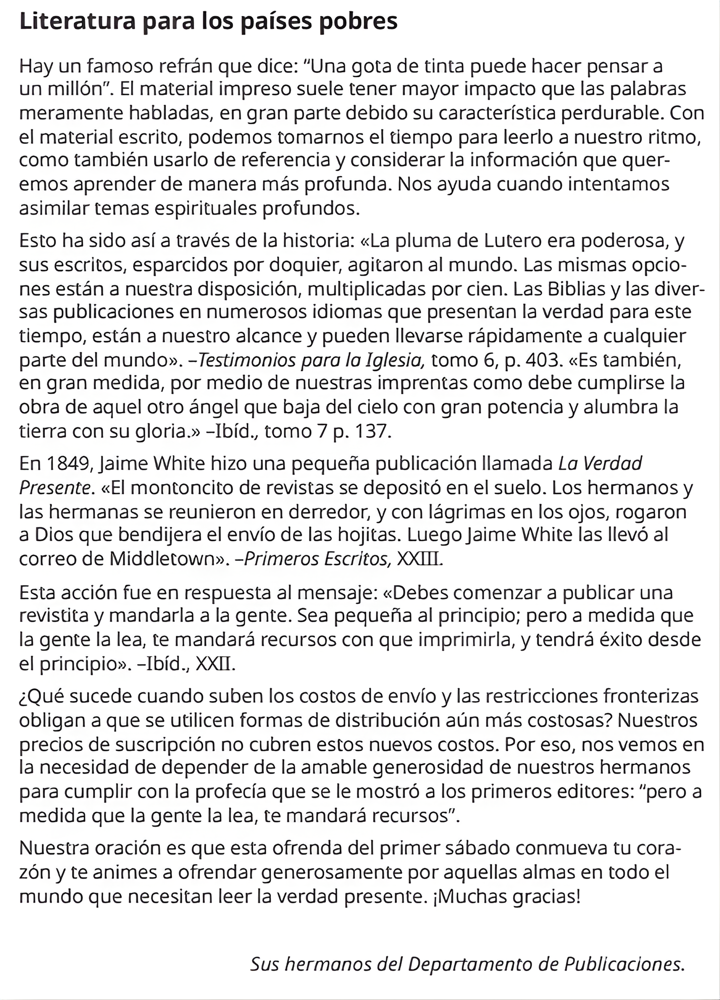 Literatura para los países pobres
Hay un famoso refrán que dice: “Una gota de tinta puede hacer pensar a
un millón”. El material impreso suele tener mayor impacto que las palabras
meramente habladas, en gran parte debido su característica perdurable. Con
el material escrito, podemos tomarnos el tiempo para leerlo a nuestro ritmo,
como también usarlo de referencia y considerar la información que quer-
emos aprender de manera más profunda. Nos ayuda cuando intentamos
asimilar temas espirituales profundos.
Esto ha sido así a través de la historia: «La pluma de Lutero era poderosa, y
sus escritos, esparcidos por doquier, agitaron al mundo. Las mismas opcio-
nes están a nuestra disposición, multiplicadas por cien. Las Biblias y las diver-
sas publicaciones en numerosos idiomas que presentan la verdad para este
tiempo, están a nuestro alcance y pueden llevarse rápidamente a cualquier
parte del mundo». –Testimonios para la Iglesia, tomo 6, p. 403. «Es también,
en gran medida, por medio de nuestras imprentas como debe cumplirse la
obra de aquel otro ángel que baja del cielo con gran potencia y alumbra la
tierra con su gloria.» –Ibíd., tomo 7 p. 137.
En 1849, Jaime White hizo una pequeña publicación llamada La Verdad
Presente. «El montoncito de revistas se depositó en el suelo. Los hermanos y
las hermanas se reunieron en derredor, y con lágrimas en los ojos, rogaron
a Dios que bendijera el envío de las hojitas. Luego Jaime White las llevó al
correo de Middletown». –Primeros Escritos, XXIII.
Esta acción fue en respuesta al mensaje: «Debes comenzar a publicar una
revistita y mandarla a la gente. Sea pequeña al principio; pero a medida que
la gente la lea, te mandará recursos con que imprimirla, y tendrá éxito desde
el principio». –Ibíd., XXII.
¿Qué sucede cuando suben los costos de envío y las restricciones fronterizas
obligan a que se utilicen formas de distribución aún más costosas? Nuestros
precios de suscripción no cubren estos nuevos costos. Por eso, nos vemos en
la necesidad de depender de la amable generosidad de nuestros hermanos
para cumplir con la profecía que se le mostró a los primeros editores: “pero a
medida que la gente la lea, te mandará recursos”.
Nuestra oración es que esta ofrenda del primer sábado conmueva tu cora-
zón y te animes a ofrendar generosamente por aquellas almas en todo el
mundo que necesitan leer la verdad presente. ¡Muchas gracias!
Sus hermanos del Departamento de Publicaciones.